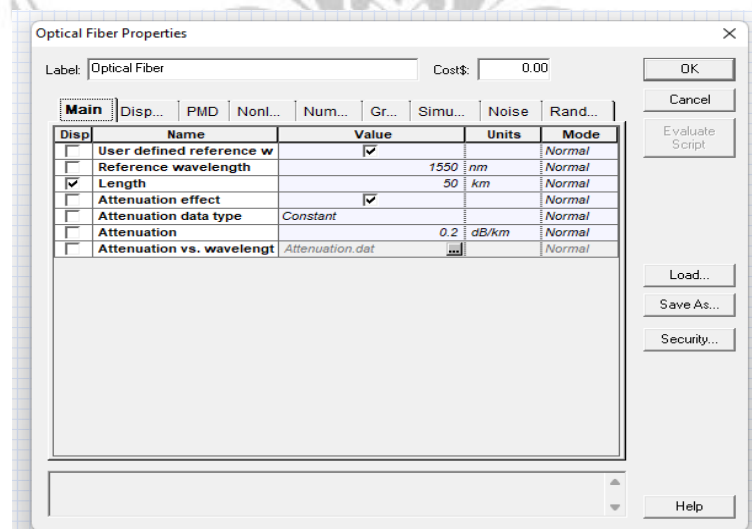 Optical Fiber Properties
Label: Optical Fiber Cost$: 0.00
OK
Cancel
Evaluate Script
Main Disp... PMD Nonl... Num... Gr... Simu... Noise Rand...
Disp Name Value Units Mode
User defined reference w Normal
Reference wavelength 1550 nm Normal
Length 50 km Normal
Attenuation effect Normal
Attenuation data type Constant Normal
Attenuation 0.2 dB/km Normal
Attenuation vs. wavelengt Attenuation.dat ... Normal
Load...
Save As...
Security...
Help